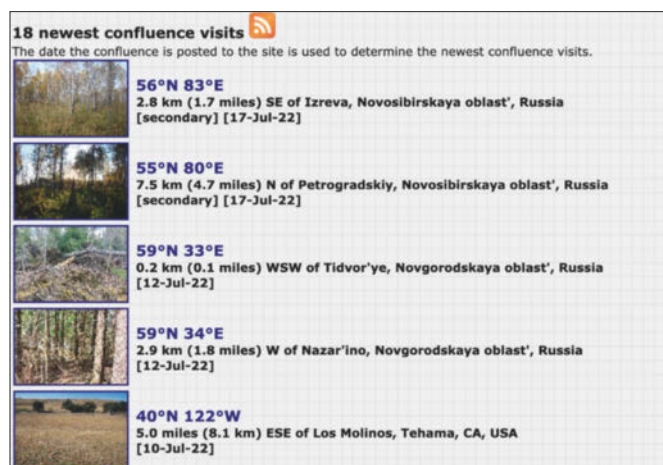 18 newest confluence visits
The date the confluence is posted to the site is used to determine the newest confluence visits.
56°N 83°E
2.8 km (1.7 miles) SE of Izreva, Novosibirskaya oblast', Russia
[secondary] [17-Jul-22]
55°N 80°E
7.5 km (4.7 miles) N of Petrogradskiy, Novosibirskaya oblast', Russia
[secondary] [17-Jul-22]
59°N 33°E
0.2 km (0.1 miles) WSW of Tidvor'ye, Novgorodskaya oblast', Russia
[12-Jul-22]
59°N 34°E
2.9 km (1.8 miles) W of Nazar'ino, Novgorodskaya oblast', Russia
[12-Jul-22]
40°N 122°W
5.0 miles (8.1 km) ESE of Los Molinos, Tehama, CA, USA
[10-Jul-22]